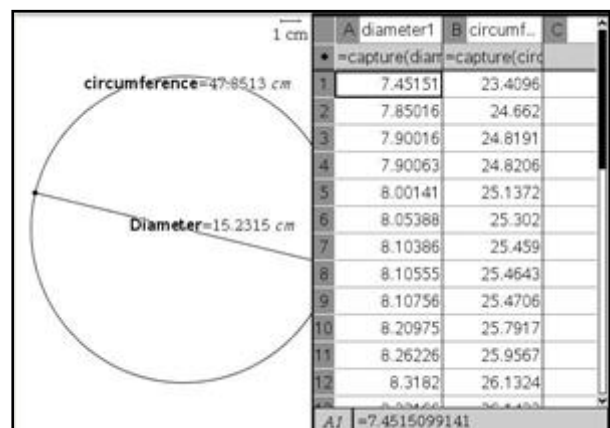 1 cm
circumference=47.8513 cm
Diameter=15.2315 cm
A diameter1 B circumf... C
=capture(diam =capture(circ
1 7.45151 23.4096
2 7.85016 24.662
3 7.90016 24.8191
4 7.90063 24.8206
5 8.00141 25.1372
6 8.05388 25.302
7 8.10386 25.459
8 8.10555 25.4643
9 8.10756 25.4706
10 8.20975 25.7917
11 8.26226 25.9567
12 8.3182 26.1324
A1 =7.4515099141